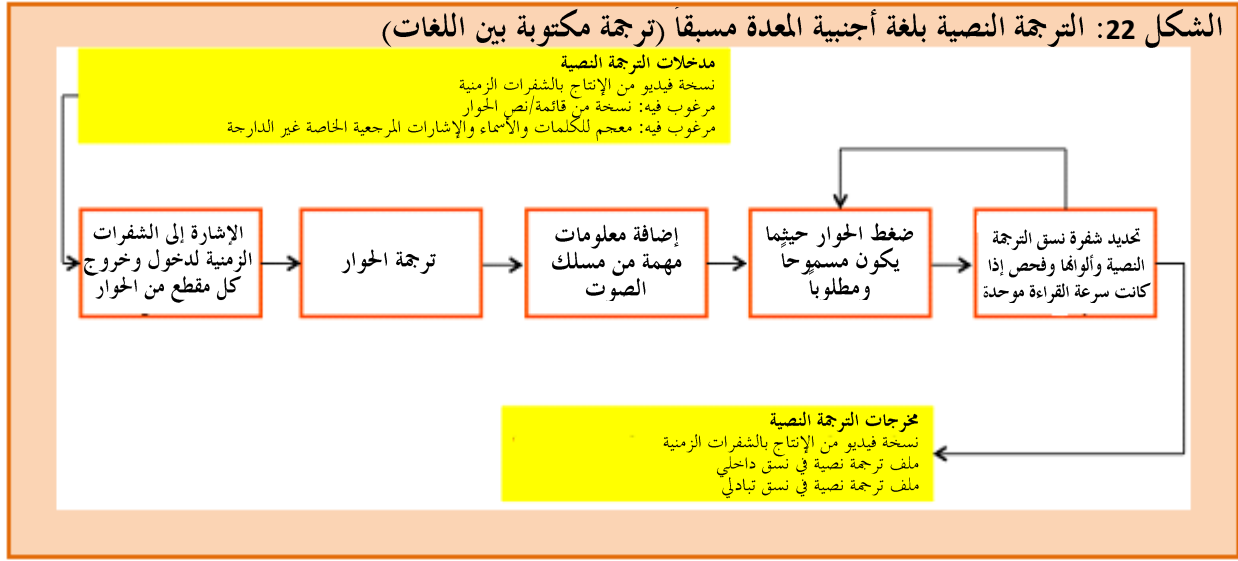 الشكل 22: الترجمة النصية بلغة أجنبية المعدة مسبقاً (ترجمة مكتوبة بين اللغات)
مدخلات الترجمة النصية
نسخة فيديو من الإنتاج بالشفرات الزمنية
مرغوب فيه: نسخة من قائمة/نص الحوار
مرغوب فيه: معجم للكلمات والأسماء والإشارات المرجعية الخاصة غير الدارجة
الإشارة إلى الشفرات
الزمنية لدخول وخروج
كل مقطع من الحوار
ترجمة الحوار
إضافة معلومات
مهمة من مسلك
الصوت
ضغط الحوار حيثما
يكون مسموحاً
ومطلوباً
تحديد شفرة نسق الترجمة
النصية وألوانها وفحص إذا
كانت سرعة القراءة موحدة
مخرجات الترجمة النصية
نسخة فيديو من الإنتاج بالشفرات الزمنية
ملف ترجمة نصية في نسق داخلي
ملف ترجمة نصية في نسق تبادلي